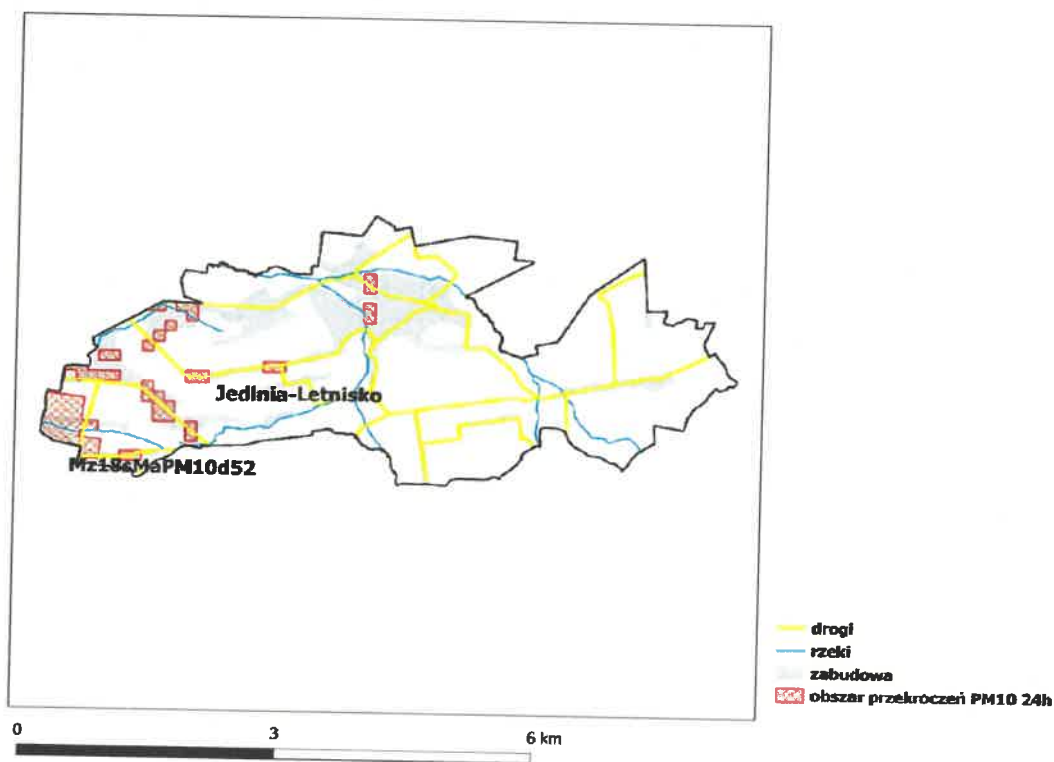 Jedlnia-Letnisko
Mz18sMaPM10d52
drogi
rzeki
zabudowa
obszar przekroczeń PM10 24h
0 3 6 km